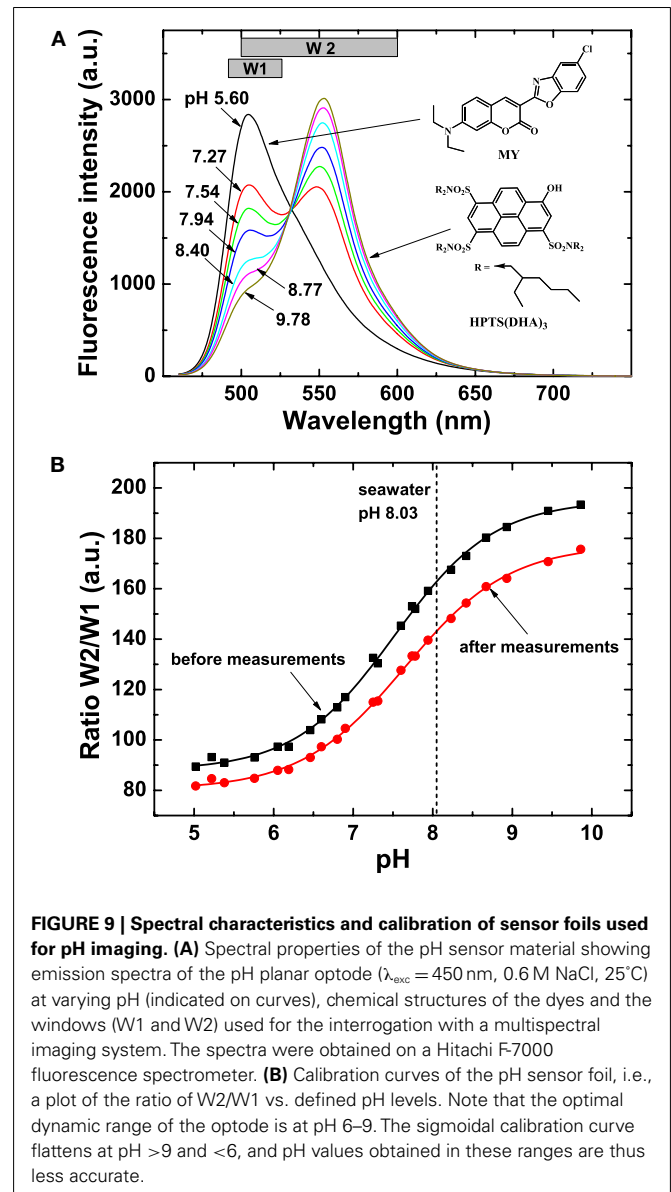 A
W 2
W1
Fluorescence intensity (a.u.)
3000
2000
1000
0
pH 5.60
7.27
7.54
7.94
8.40
8.77
9.78
Cl
N
O
N
O
O
MY
R₂NO₂S
OH
R₂NO₂S
SO₂NR₂
R =
HPTS(DHA)₃
500
550
600
650
700
Wavelength (nm)
B
Ratio W2/W1 (a.u.)
200
180
160
140
120
100
80
seawater
pH 8.03
before measurements
after measurements
5
6
7
8
9
10
pH
FIGURE 9 | Spectral characteristics and calibration of sensor foils used
for pH imaging. (A) Spectral properties of the pH sensor material showing
emission spectra of the pH planar optode (λexc = 450 nm, 0.6 M NaCl, 25°C)
at varying pH (indicated on curves), chemical structures of the dyes and the
windows (W1 and W2) used for the interrogation with a multispectral
imaging system. The spectra were obtained on a Hitachi F-7000
fluorescence spectrometer. (B) Calibration curves of the pH sensor foil, i.e.,
a plot of the ratio of W2/W1 vs. defined pH levels. Note that the optimal
dynamic range of the optode is at pH 6–9. The sigmoidal calibration curve
flattens at pH >9 and <6, and pH values obtained in these ranges are thus
less accurate.